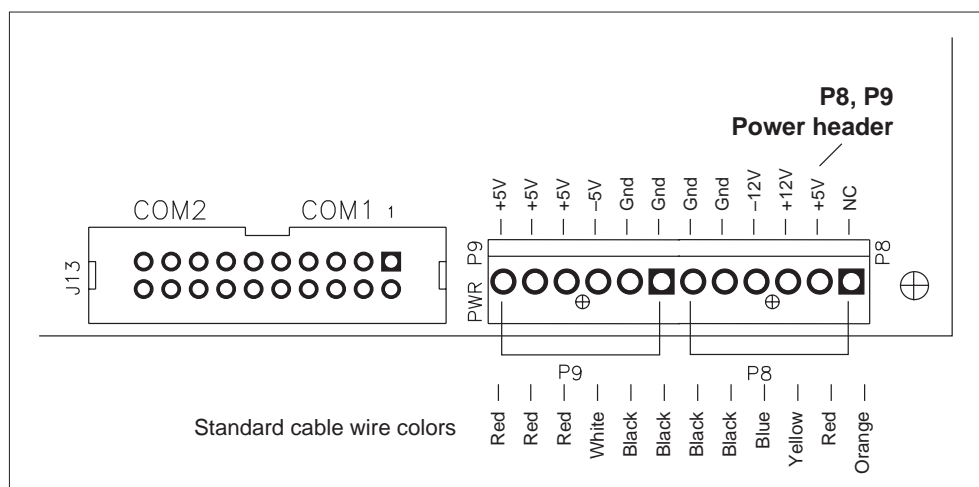 P8, P9
Power header
+5V
+5V
+5V
–5V
Gnd
Gnd
Gnd
Gnd
–12V
+12V
+5V
NC
COM2
COM1
1
J13
P9
PWR
P8
P9
P8
Standard cable wire colors
Red
Red
Red
White
Black
Black
Black
Black
Blue
Yellow
Red
Orange